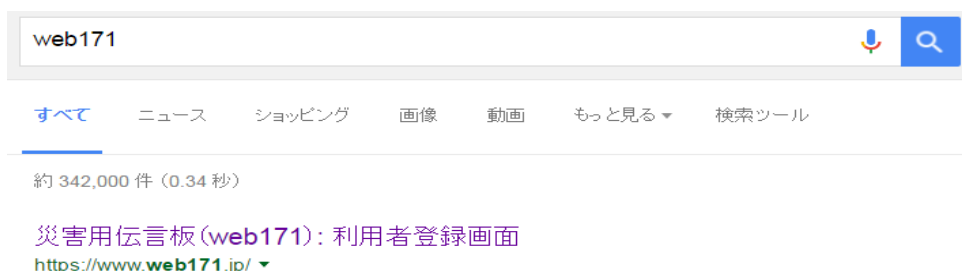 web171
すべて ニュース ショッピング 画像 動画 もっと見る 検索ツール
約 342,000 件 (0.34 秒)
災害用伝言板(web171): 利用者登録画面
https://www.web171.jp/